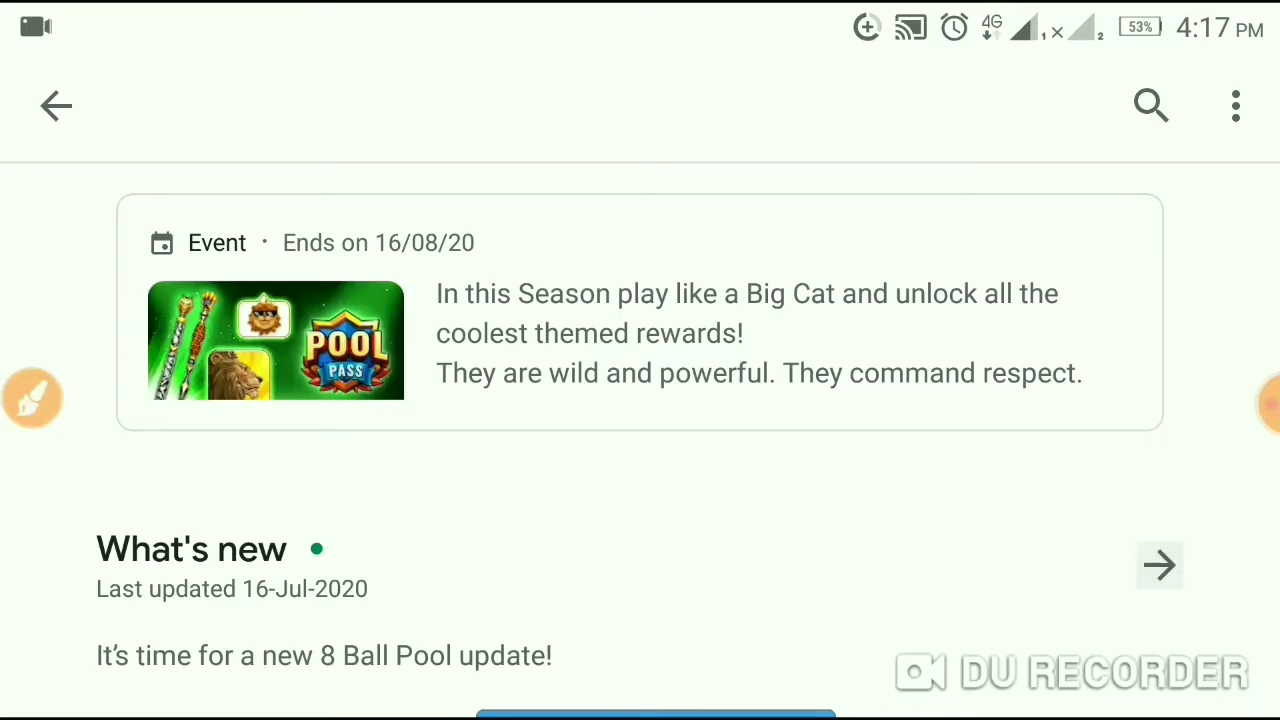 4G 1 × 2 53% 4:17 PM
Event · Ends on 16/08/20
In this Season play like a Big Cat and unlock all the
coolest themed rewards!
They are wild and powerful. They command respect.
POOL
PASS
What's new
Last updated 16-Jul-2020
It's time for a new 8 Ball Pool update!
DU RECORDER